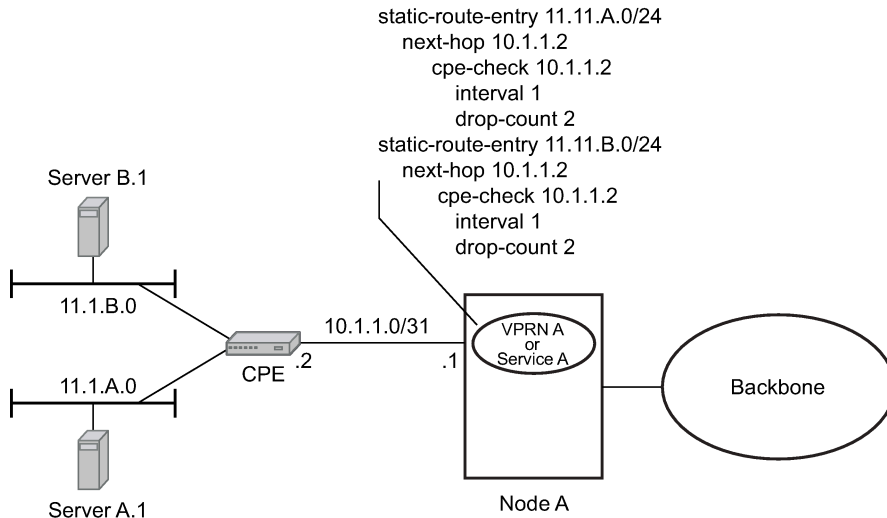 static-route-entry 11.11.A.0/24
next-hop 10.1.1.2
cpe-check 10.1.1.2
interval 1
drop-count 2
static-route-entry 11.11.B.0/24
next-hop 10.1.1.2
cpe-check 10.1.1.2
interval 1
drop-count 2
Server B.1
11.1.B.0
10.1.1.0/31
VPRN A
or
Service A
.2
.1
CPE
11.1.A.0
Backbone
Server A.1
Node A